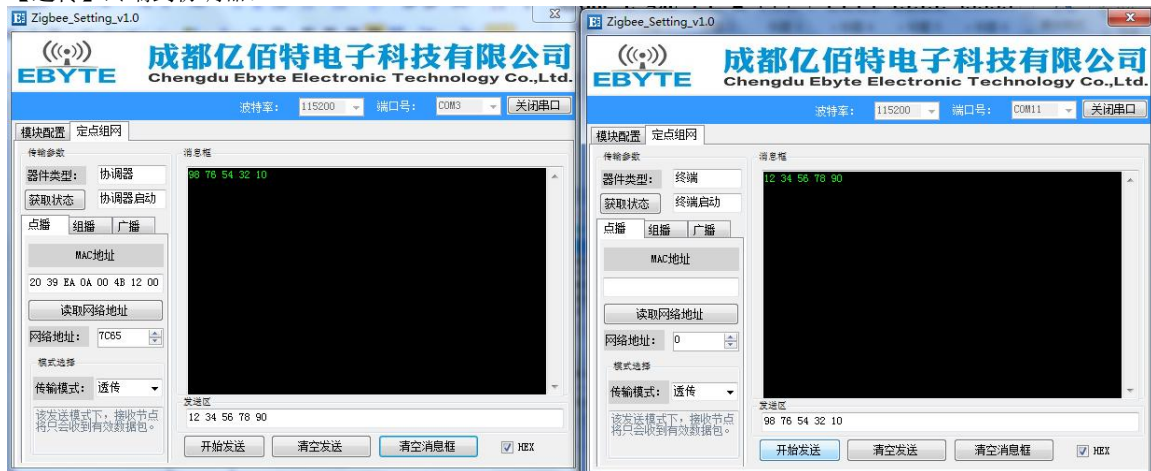 Zigbee_Setting_v1.0
EBYTE
成都亿佰特电子科技有限公司
Chengdu Ebyte Electronic Technology Co.,Ltd.
波特率： 115200 端口号： COM3 关闭串口
模块配置 定点组网
传输参数
器件类型： 协调器
获取状态 协调器启动
点播 组播 广播
MAC地址
20 39 EA 0A 00 4B 12 00
读取网络地址
网络地址： 7C65
模式选择
传输模式： 透传
该发送模式下，接收节点
将只会收到有效数据包。
消息框
98 76 54 32 10
发送区
12 34 56 78 90
开始发送 清空发送 清空消息框 HEX
Zigbee_Setting_v1.0
EBYTE
成都亿佰特电子科技有限公司
Chengdu Ebyte Electronic Technology Co.,Ltd.
波特率： 115200 端口号： COM11 关闭串口
模块配置 定点组网
传输参数
器件类型： 终端
获取状态 终端启动
点播 组播 广播
MAC地址
读取网络地址
网络地址： 0
模式选择
传输模式： 透传
该发送模式下，接收节点
将只会收到有效数据包。
消息框
12 34 56 78 90
发送区
98 76 54 32 10
开始发送 清空发送 清空消息框 HEX